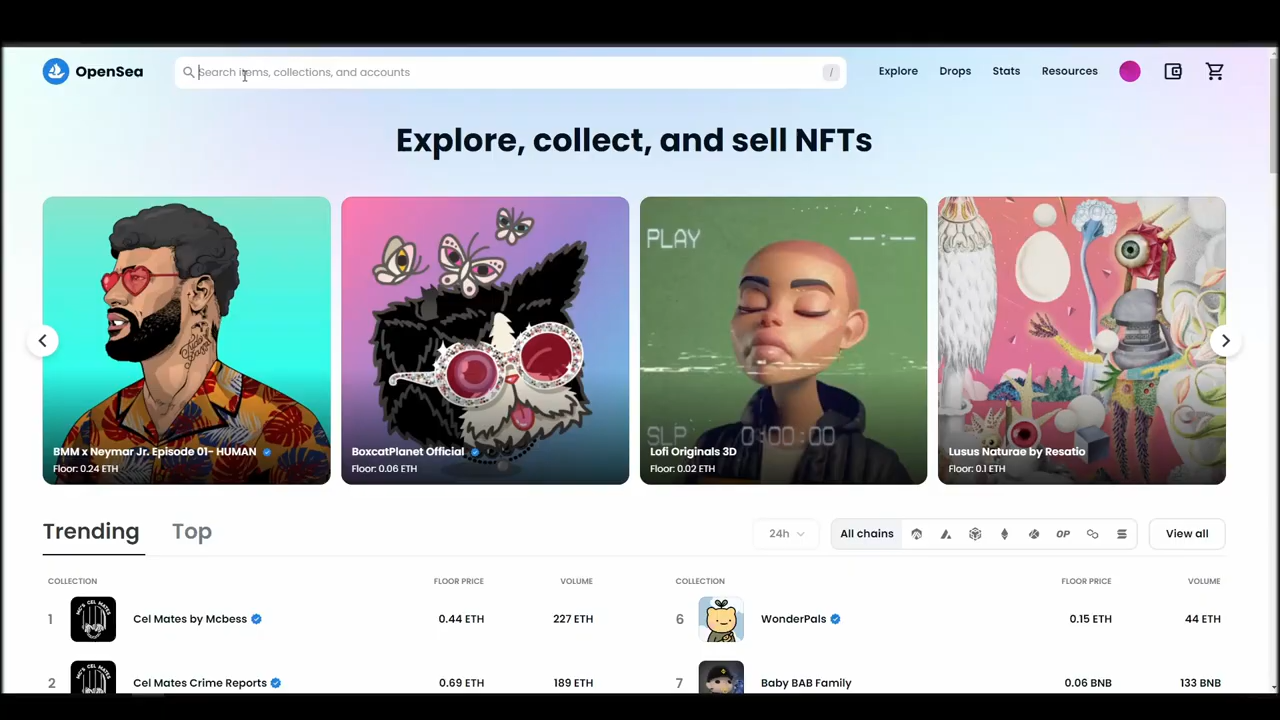 OpenSea
Search items, collections, and accounts
/
Explore
Drops
Stats
Resources
Explore, collect, and sell NFTs
BMM x Neymar Jr. Episode 01- HUMAN
Floor: 0.24 ETH
BoxcatPlanet Official
Floor: 0.06 ETH
PLAY --:--
SLP 0:00:00
Lofi Originals 3D
Floor: 0.02 ETH
Lusus Naturae by Resatio
Floor: 0.1 ETH
Trending
Top
24h
All chains
OP
View all
COLLECTION FLOOR PRICE VOLUME
COLLECTION FLOOR PRICE VOLUME
1 Cel Mates by Mcbess 0.44 ETH 227 ETH
6 WonderPals 0.15 ETH 44 ETH
2 Cel Mates Crime Reports 0.69 ETH 189 ETH
7 Baby BAB Family 0.06 BNB 133 BNB